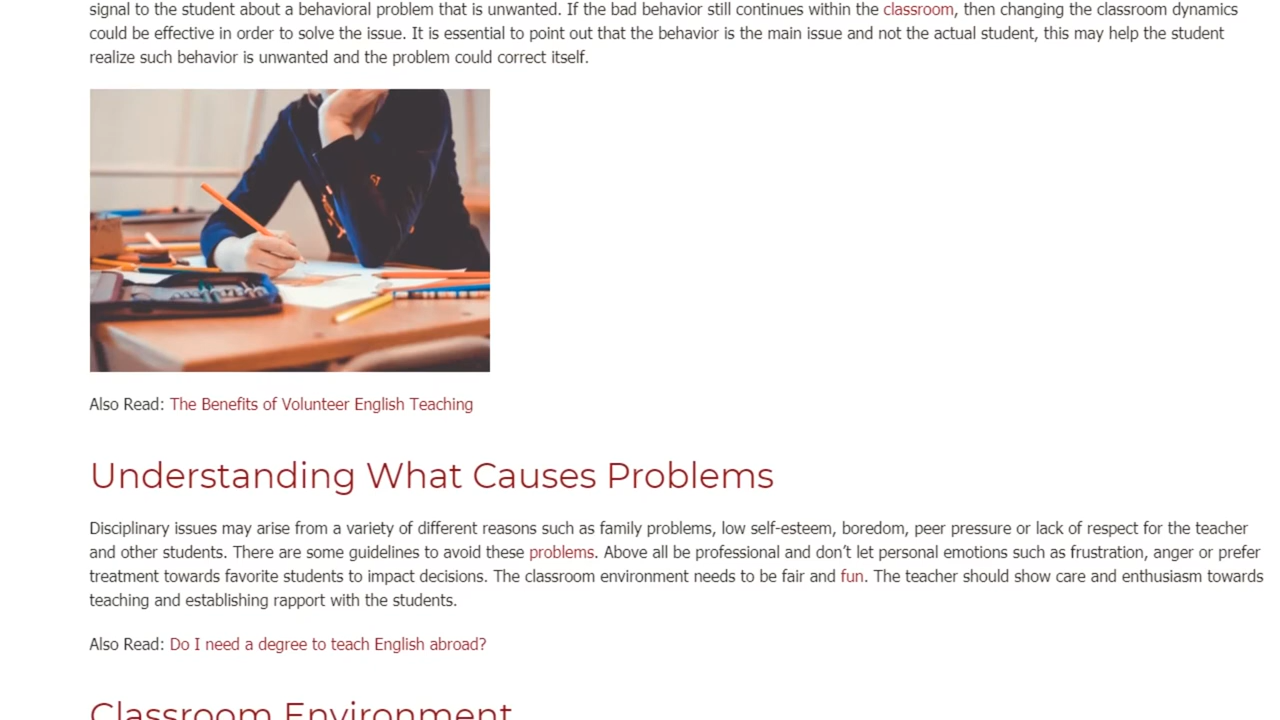 signal to the student about a behavioral problem that is unwanted. If the bad behavior still continues within the classroom, then changing the classroom dynamics
could be effective in order to solve the issue. It is essential to point out that the behavior is the main issue and not the actual student, this may help the student
realize such behavior is unwanted and the problem could correct itself.
Also Read: The Benefits of Volunteer English Teaching
Understanding What Causes Problems
Disciplinary issues may arise from a variety of different reasons such as family problems, low self-esteem, boredom, peer pressure or lack of respect for the teacher
and other students. There are some guidelines to avoid these problems. Above all be professional and don’t let personal emotions such as frustration, anger or prefer
treatment towards favorite students to impact decisions. The classroom environment needs to be fair and fun. The teacher should show care and enthusiasm towards
teaching and establishing rapport with the students.
Also Read: Do I need a degree to teach English abroad?
Classroom Environment